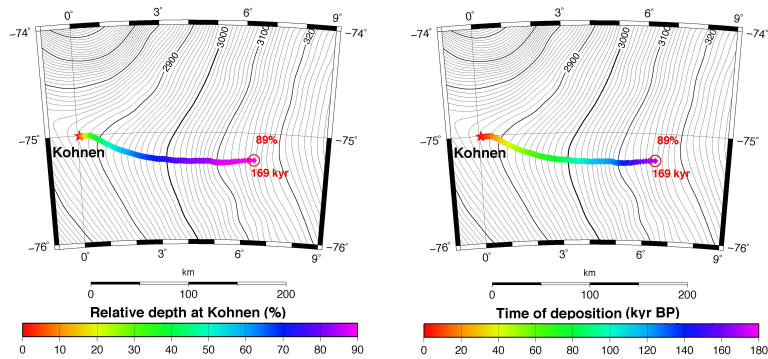 3° 6° 9°
−74° −74°
2900 3000 3100 320
−75° −75°
Kohnen
89%
169 kyr
−76° −76°
0° 3° 6° 9°
km
0 100 200
Relative depth at Kohnen (%)
0 10 20 30 40 50 60 70 80 90
3° 6° 9°
−74° −74°
2900 3000 3100 320
−75° −75°
Kohnen
89%
169 kyr
−76° −76°
0° 3° 6° 9°
km
0 100 200
Time of deposition (kyr BP)
0 20 40 60 80 100 120 140 160 180